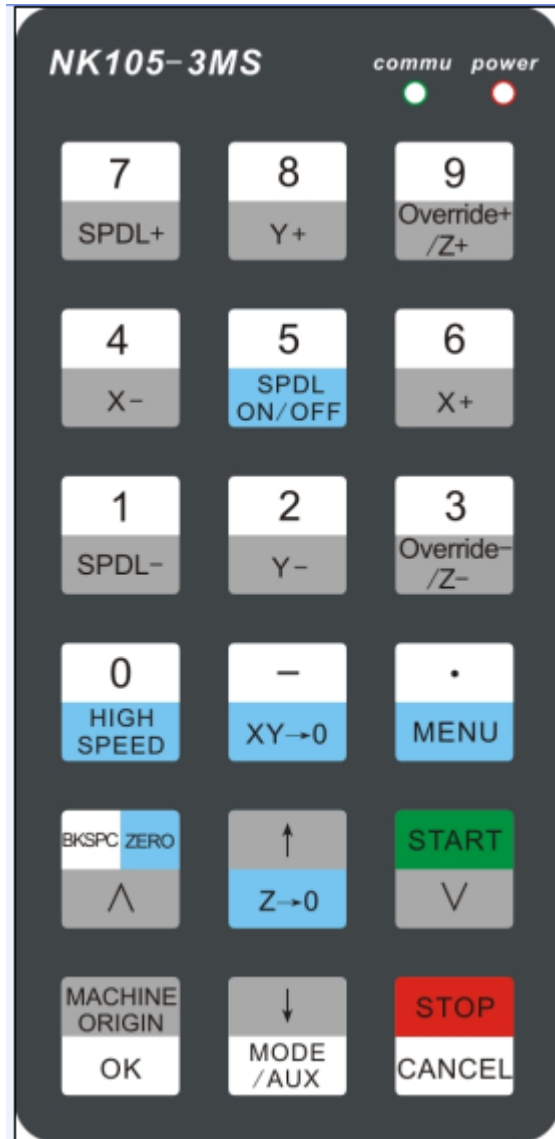 NK105-3MS
commu power
7 8 9
SPDL+ Y+ Override+
/Z+
4 5 6
X- SPDL
ON/OFF X+
1 2 3
SPDL- Y- Override-
/Z-
0 - .
HIGH
SPEED XY→0 MENU
BKSPC ZERO ↑ START
∧ Z→0 ∨
MACHINE
ORIGIN ↓ STOP
OK MODE
/AUX CANCEL